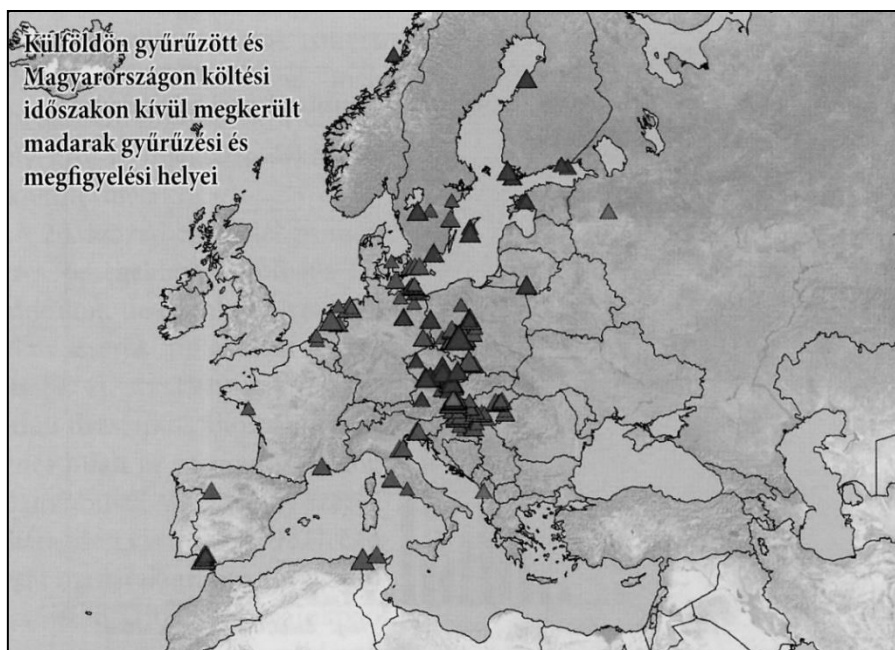 Külföldön gyűrűzött és
Magyarországon költési
időszakon kívül megkerült
madarak gyűrűzési és
megfigyelési helyei